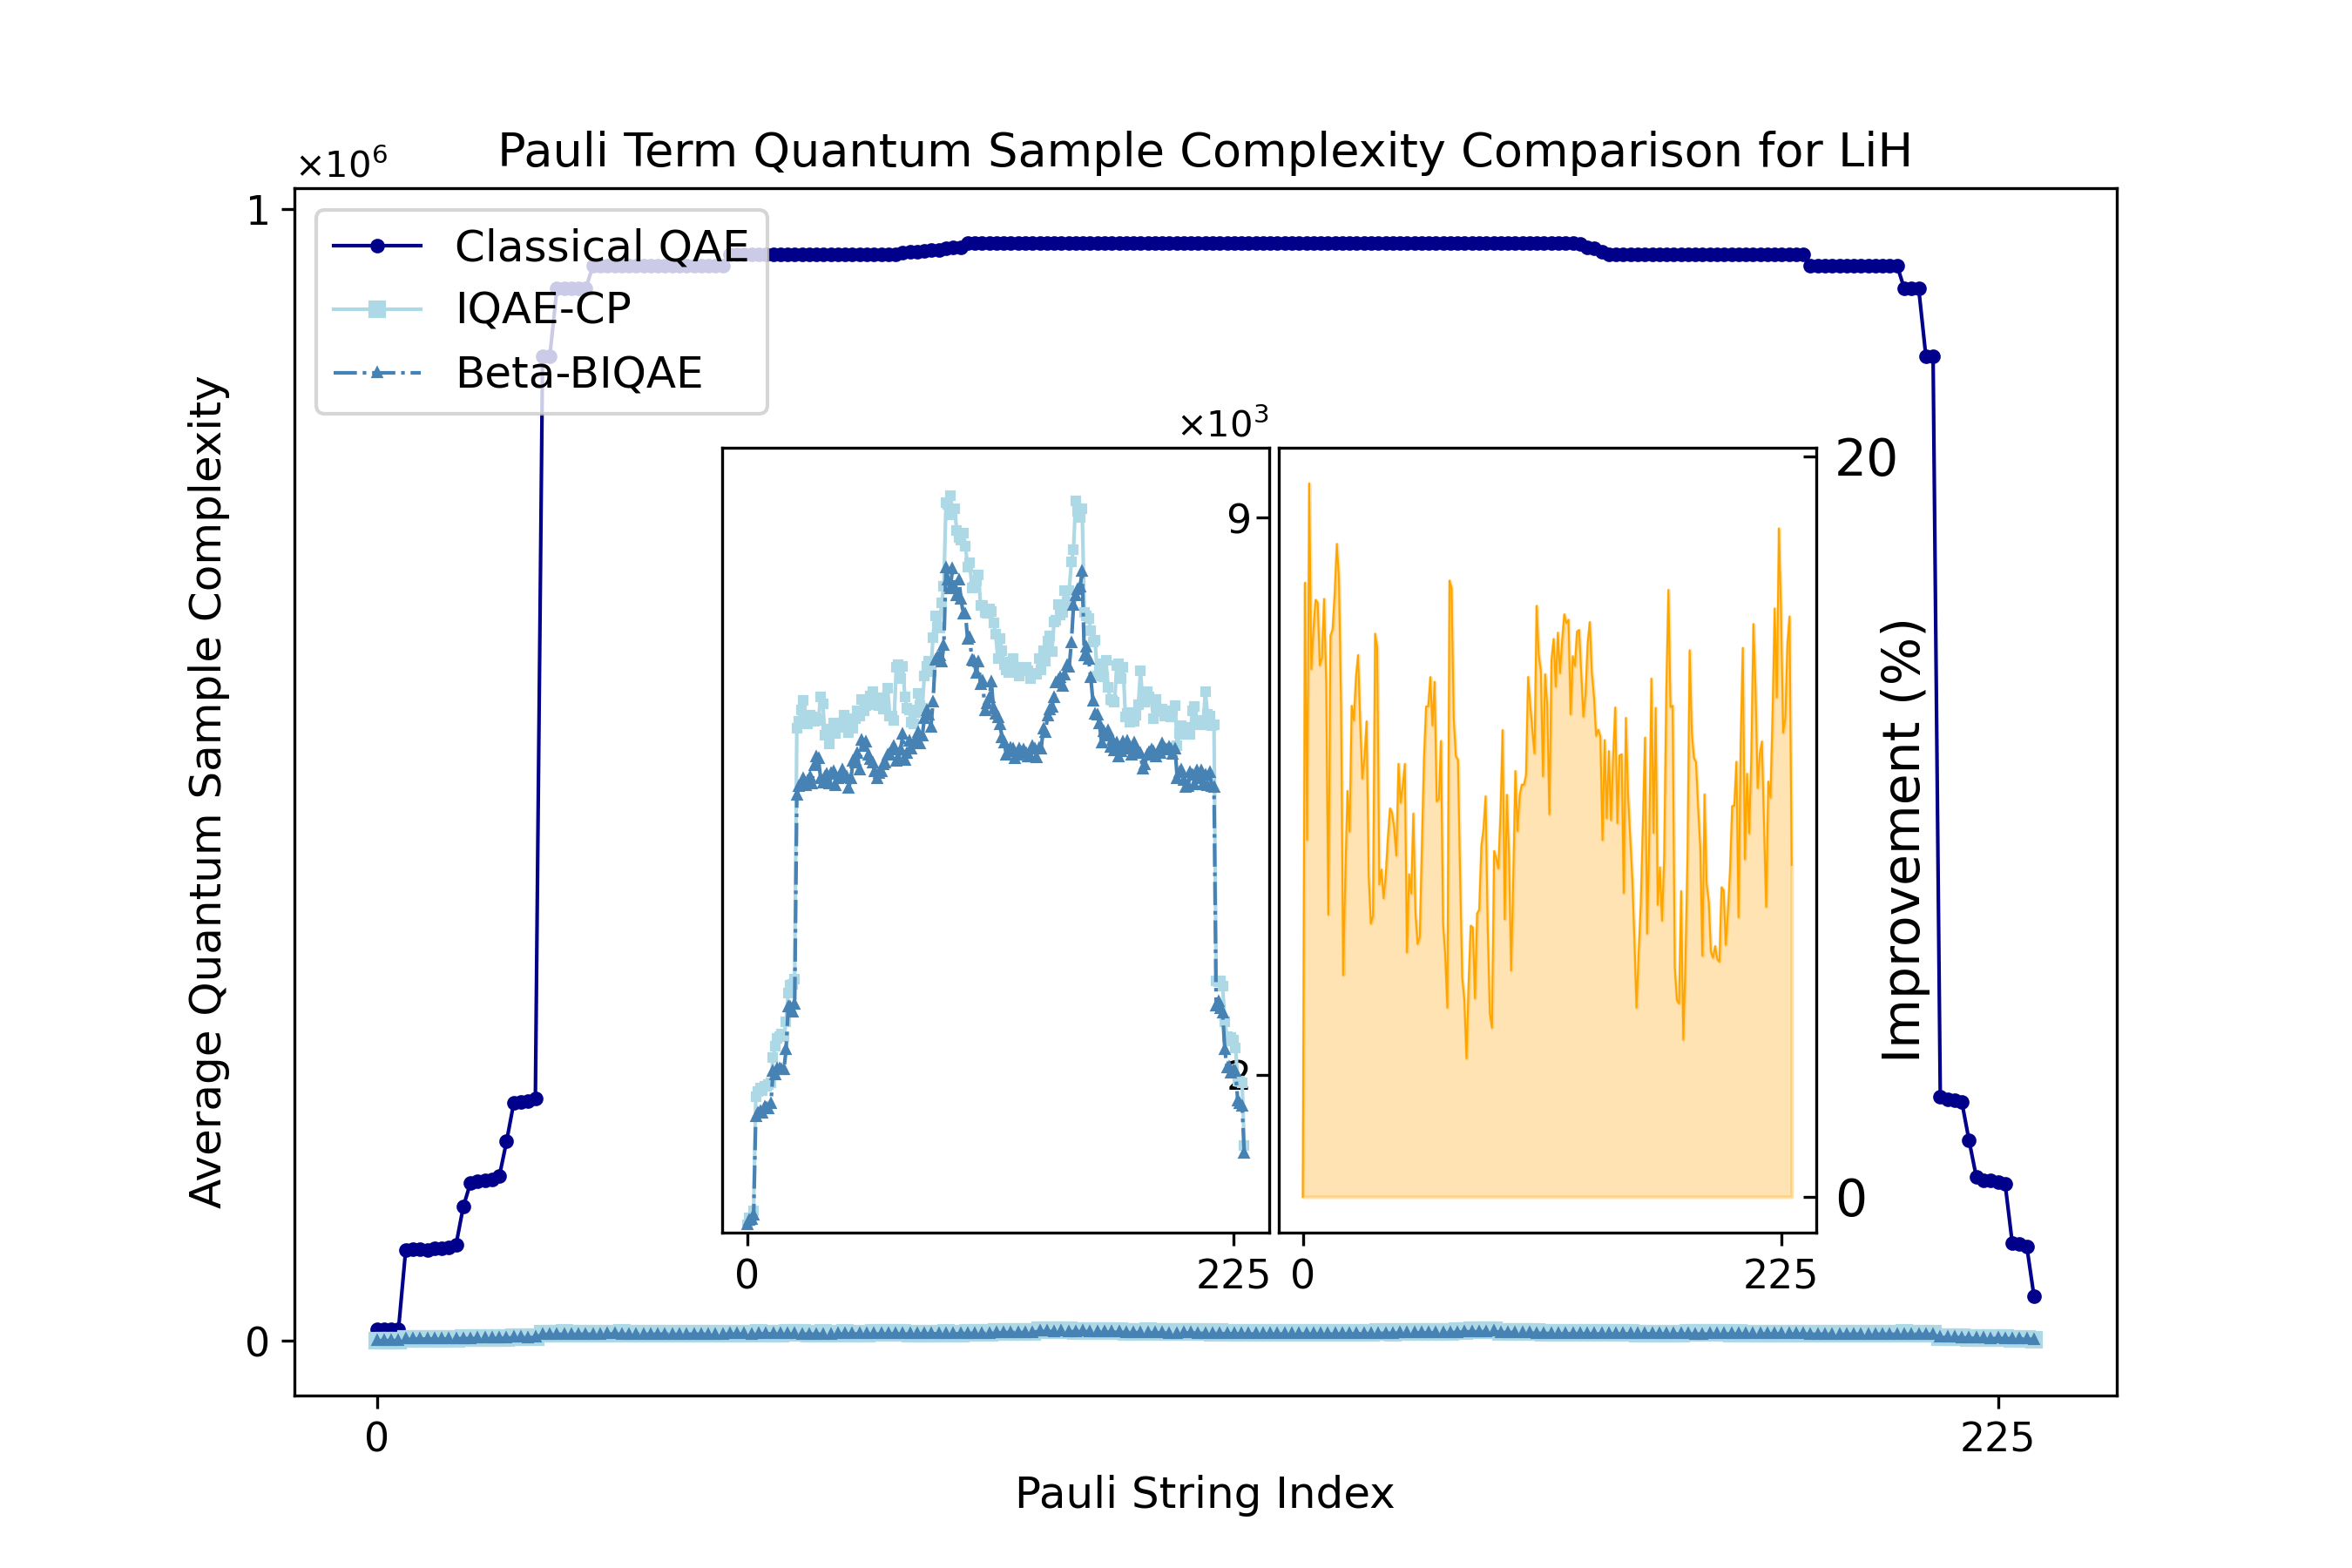 Pauli Term Quantum Sample Complexity Comparison for LiH
×10⁶
1
0
Average Quantum Sample Complexity
Classical QAE
IQAE-CP
Beta-BIQAE
×10³
9
2
0
225
20
0
Improvement (%)
0
225
0
225
Pauli String Index